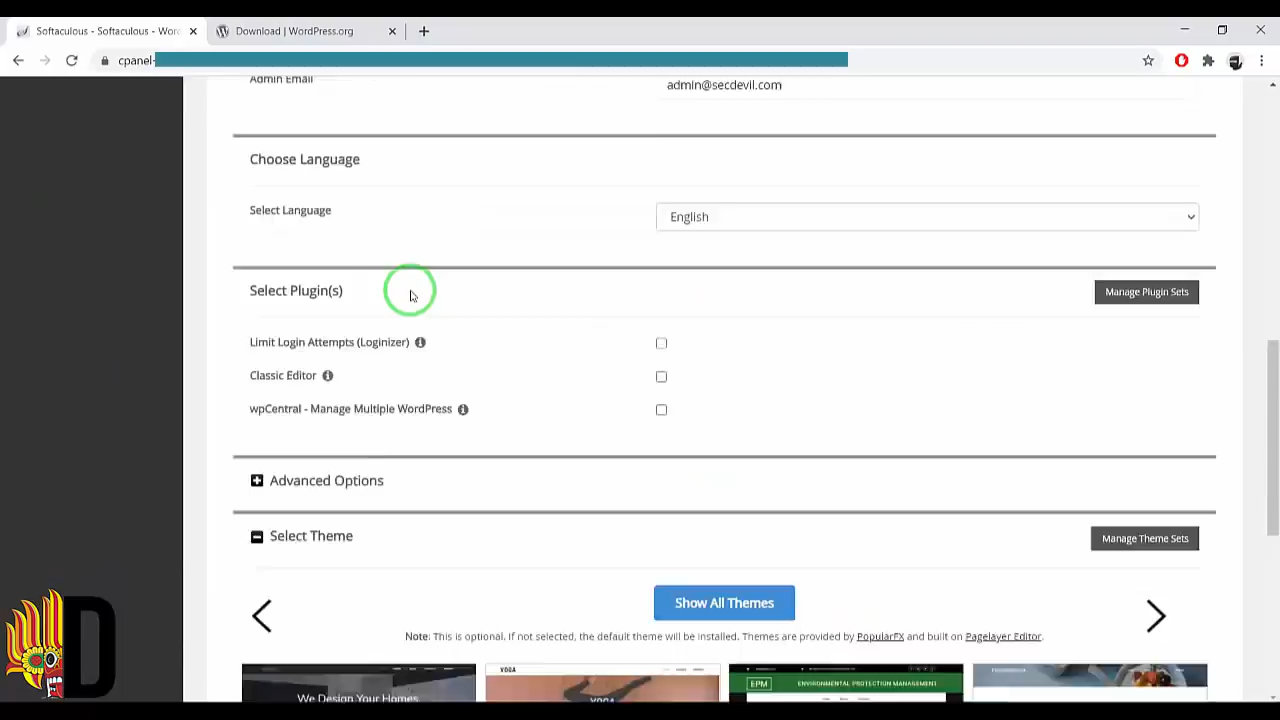 Softaculous - Softaculous - Wor
Download | WordPress.org
cpanel-
Admin Email
admin@secdevil.com
Choose Language
Select Language
English
Select Plugin(s)
Manage Plugin Sets
Limit Login Attempts (Loginizer)
Classic Editor
wpCentral - Manage Multiple WordPress
Advanced Options
Select Theme
Manage Theme Sets
Show All Themes
Note: This is optional. If not selected, the default theme will be installed. Themes are provided by PopularFX and built on Pagelayer Editor.
We Design Your Homes
YOGA
YOGA
EPM
ENVIRONMENTAL PROTECTION MANAGEMENT
D